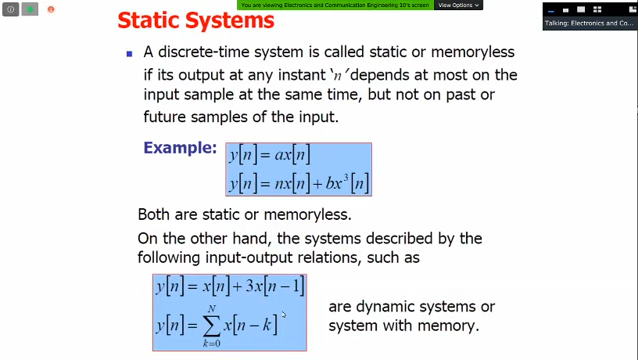 You are viewing Electronics and Communication Engineering 10's screen
View Options
Talking: Electronics and Co...
Static Systems
A discrete-time system is called static or memoryless
if its output at any instant 'n' depends at most on the
input sample at the same time, but not on past or
future samples of the input.
Example:
y[n] = ax[n]
y[n] = nx[n] + bx³[n]
Both are static or memoryless.
On the other hand, the systems described by the
following input-output relations, such as
y[n] = x[n] + 3x[n − 1]
y[n] = ∑ₖ₌₀ᴺ x[n − k]
are dynamic systems or
system with memory.